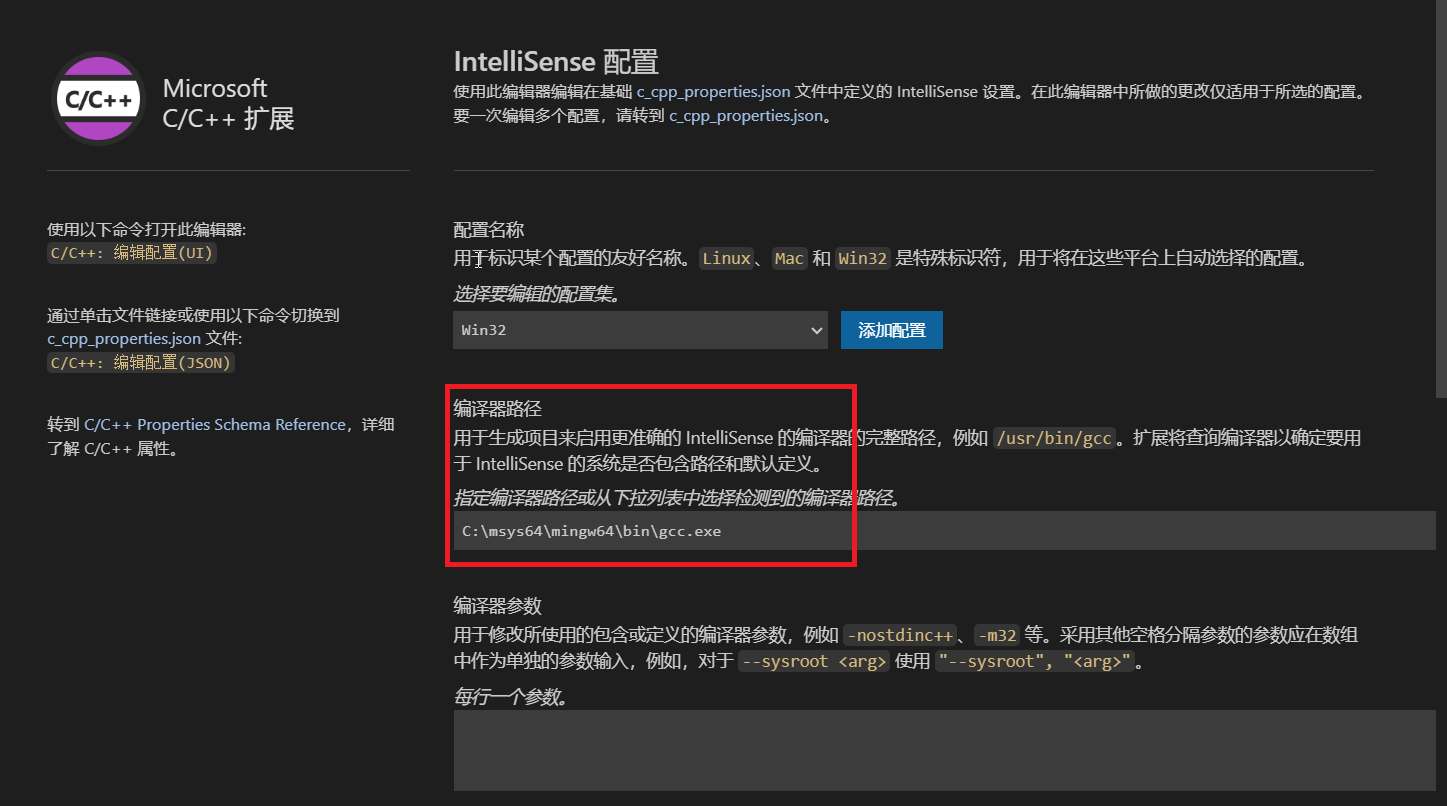 C/C++
Microsoft
C/C++ 扩展
使用以下命令打开此编辑器:
C/C++: 编辑配置(UI)
通过单击文件链接或使用以下命令切换到
c_cpp_properties.json 文件:
C/C++: 编辑配置(JSON)
转到 C/C++ Properties Schema Reference，详细
了解 C/C++ 属性。
IntelliSense 配置
使用此编辑器编辑在基础 c_cpp_properties.json 文件中定义的 IntelliSense 设置。在此编辑器中所做的更改仅适用于所选的配置。
要一次编辑多个配置，请转到 c_cpp_properties.json。
配置名称
用于标识某个配置的友好名称。Linux、Mac 和 Win32 是特殊标识符，用于将在这些平台上自动选择的配置。
选择要编辑的配置集。
Win32
添加配置
编译器路径
用于生成项目来启用更准确的 IntelliSense 的编译器的完整路径，例如 /usr/bin/gcc。扩展将查询编译器以确定要用
于 IntelliSense 的系统是否包含路径和默认定义。
指定编译器路径或从下拉列表中选择检测到的编译器路径。
C:\msys64\mingw64\bin\gcc.exe
编译器参数
用于修改所使用的包含或定义的编译器参数，例如 -nostdinc++、-m32 等。采用其他空格分隔参数的参数应在数组
中作为单独的参数输入，例如，对于 --sysroot <arg> 使用 "--sysroot", "<arg>"。
每行一个参数。